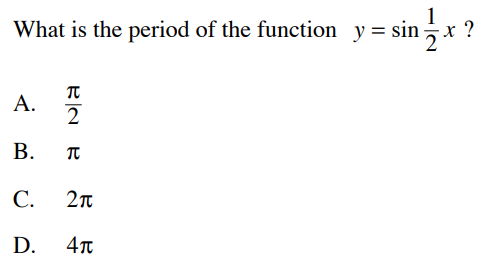 What is the period of the function y = sin 1/2 x ?
A. π/2
B. π
C. 2π
D. 4π